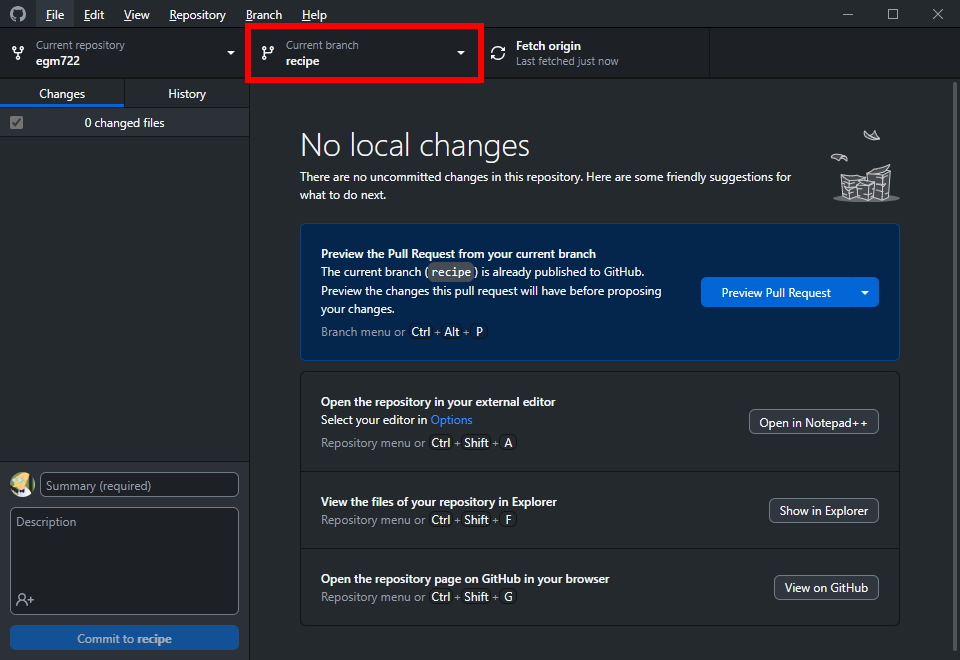 File Edit View Repository Branch Help
Current repository
egm722
Current branch
recipe
Fetch origin
Last fetched just now
Changes History
0 changed files
No local changes
There are no uncommitted changes in this repository. Here are some friendly suggestions for
what to do next.
Preview the Pull Request from your current branch
The current branch (recipe) is already published to GitHub.
Preview the changes this pull request will have before proposing
your changes.
Branch menu or Ctrl + Alt + P
Preview Pull Request
Open the repository in your external editor
Select your editor in Options
Repository menu or Ctrl + Shift + A
Open in Notepad++
View the files of your repository in Explorer
Repository menu or Ctrl + Shift + F
Show in Explorer
Open the repository page on GitHub in your browser
Repository menu or Ctrl + Shift + G
View on GitHub
Summary (required)
Description
Commit to recipe